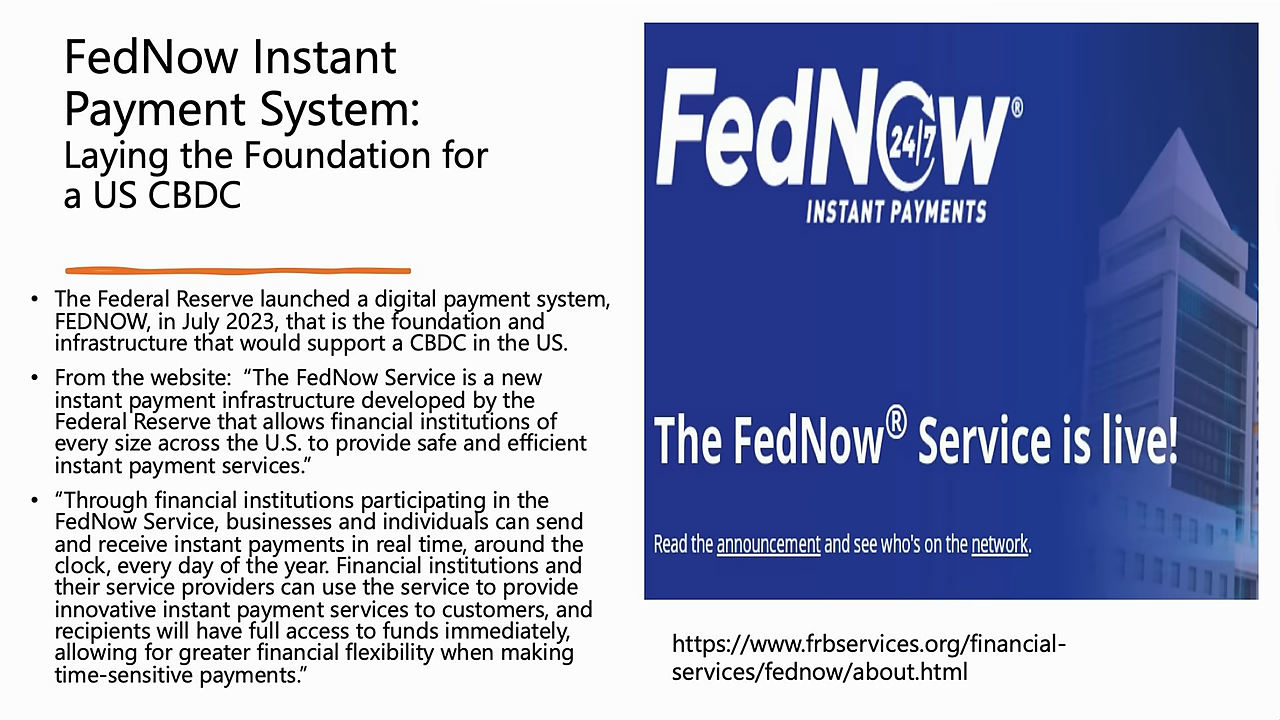 FedNow Instant
Payment System:
Laying the Foundation for
a US CBDC
• The Federal Reserve launched a digital payment system,
FEDNOW, in July 2023, that is the foundation and
infrastructure that would support a CBDC in the US.
• From the website:  “The FedNow Service is a new
instant payment infrastructure developed by the
Federal Reserve that allows financial institutions of
every size across the U.S. to provide safe and efficient
instant payment services.”
• “Through financial institutions participating in the
FedNow Service, businesses and individuals can send
and receive instant payments in real time, around the
clock, every day of the year. Financial institutions and
their service providers can use the service to provide
innovative instant payment services to customers, and
recipients will have full access to funds immediately,
allowing for greater financial flexibility when making
time-sensitive payments.”
FedNow®
24/7
INSTANT PAYMENTS
The FedNow® Service is live!
Read the announcement and see who's on the network.
https://www.frbservices.org/financial-
services/fednow/about.html